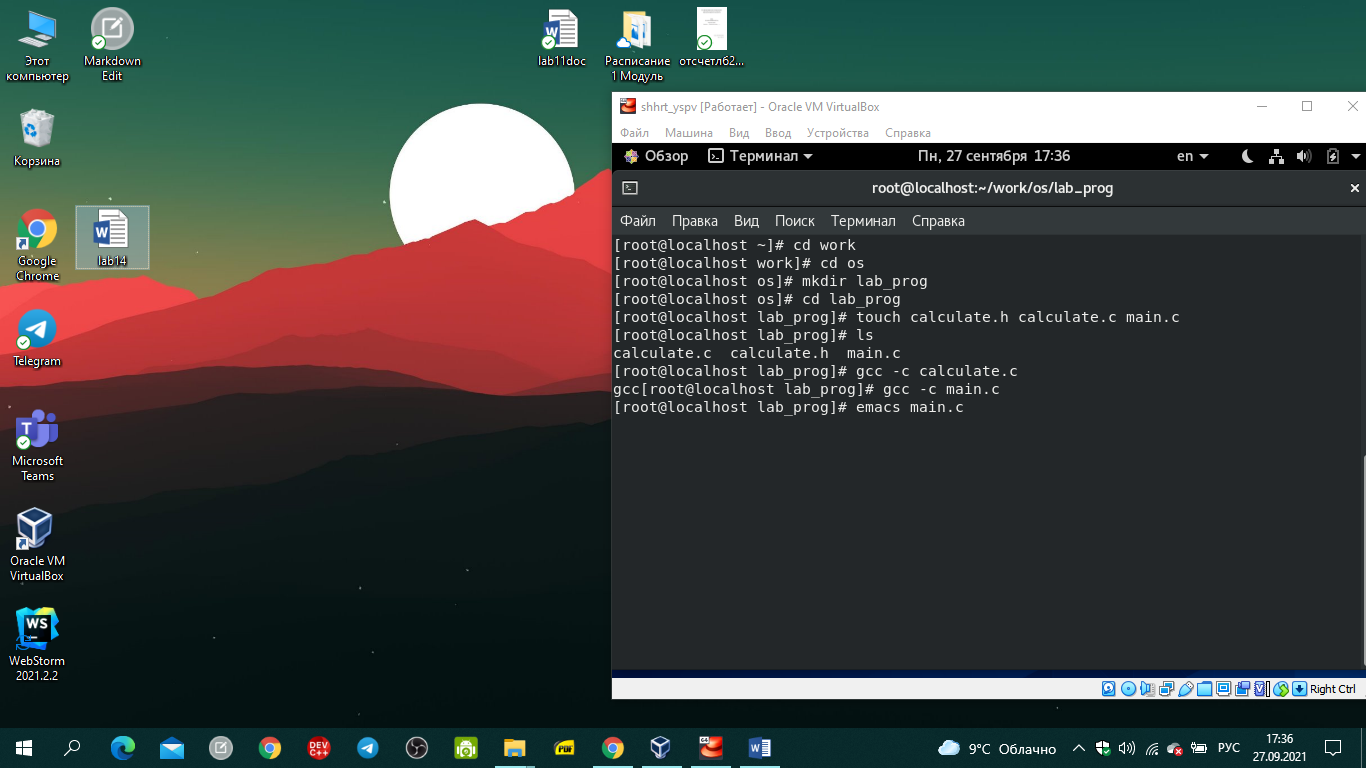 Этот
компьютер
Markdown
Edit
lab11doc
Расписание
1 Модуль
отсчетлб2...
Корзина
Google
Chrome
lab14
Telegram
Microsoft
Teams
Oracle VM
VirtualBox
WS
WebStorm
2021.2.2
shhrt_yspv [Работает] - Oracle VM VirtualBox
Файл Машина Вид Ввод Устройства Справка
Обзор Терминал Пн, 27 сентября 17:36 en
root@localhost:~/work/os/lab_prog
Файл Правка Вид Поиск Терминал Справка
[root@localhost ~]# cd work
[root@localhost work]# cd os
[root@localhost os]# mkdir lab_prog
[root@localhost os]# cd lab_prog
[root@localhost lab_prog]# touch calculate.h calculate.c main.c
[root@localhost lab_prog]# ls
calculate.c  calculate.h  main.c
[root@localhost lab_prog]# gcc -c calculate.c
gcc[root@localhost lab_prog]# gcc -c main.c
[root@localhost lab_prog]# emacs main.c
Right Ctrl
DEV
C++
PDF
64
9°C Облачно
РУС
17:36
27.09.2021